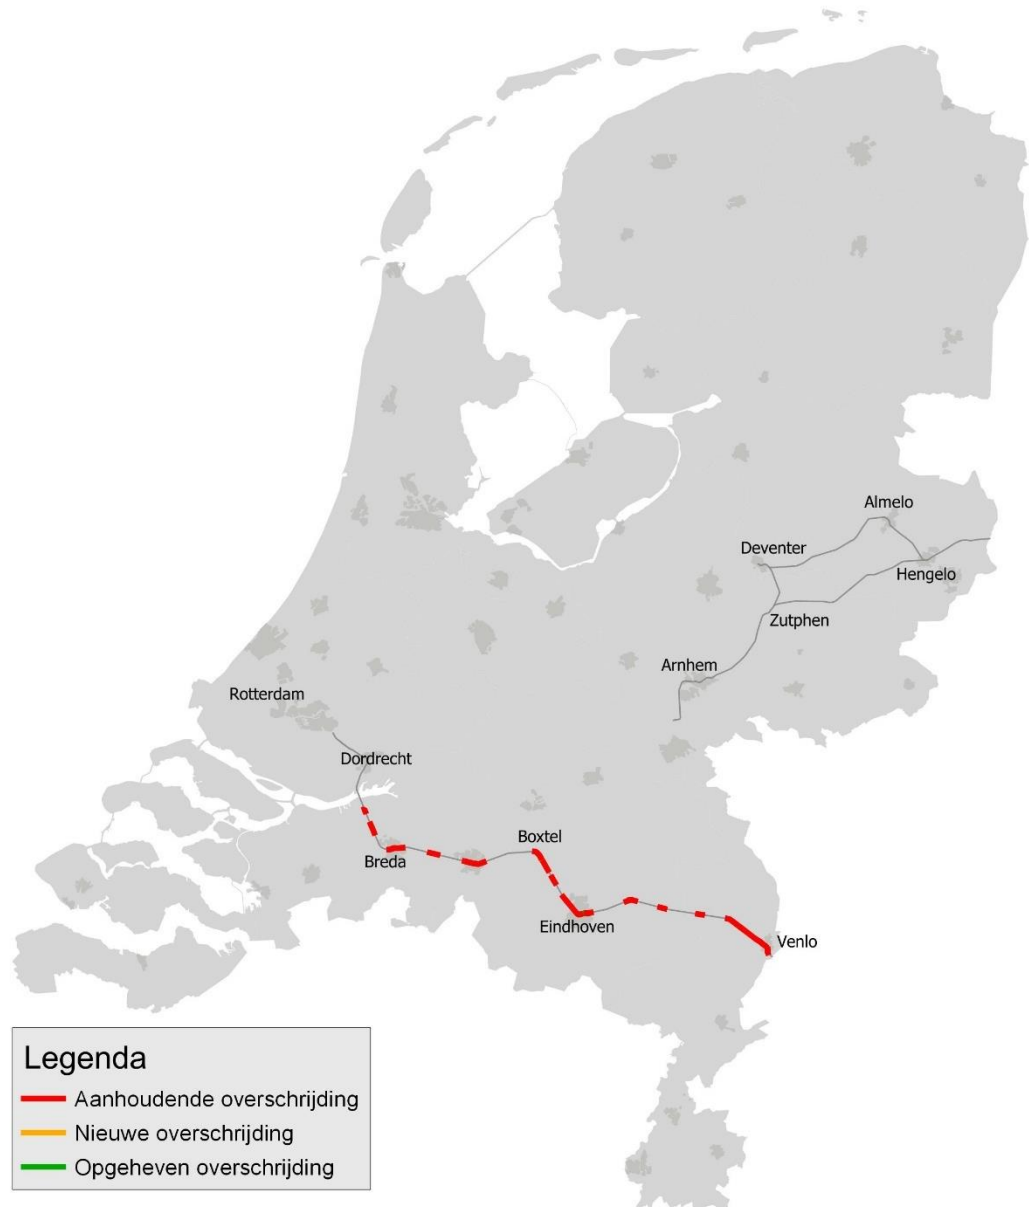 Almelo
Deventer
Hengelo
Zutphen
Arnhem
Rotterdam
Dordrecht
Boxtel
Breda
Eindhoven
Venlo
Legenda
Aanhoudende overschrijding
Nieuwe overschrijding
Opgeheven overschrijding